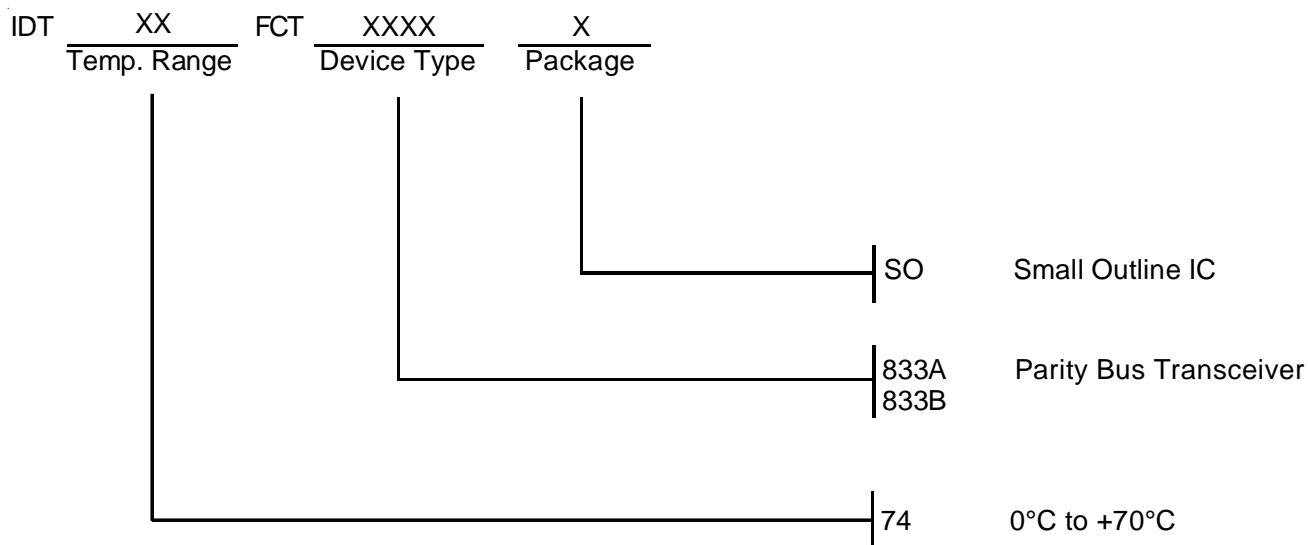 IDT XX FCT XXXX X
Temp. Range Device Type Package
SO Small Outline IC
833A Parity Bus Transceiver
833B
74 0°C to +70°C